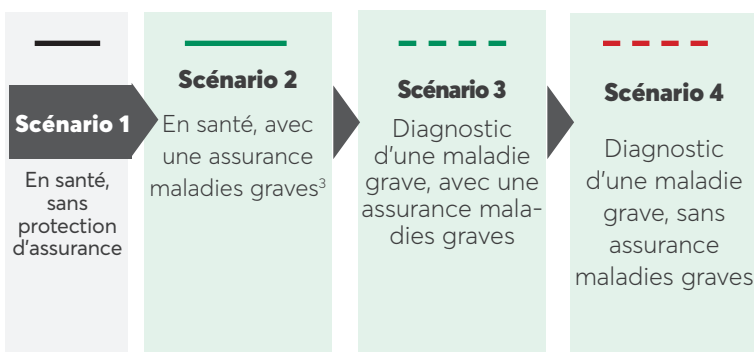 Scénario 1
En santé,
sans
protection
d'assurance
Scénario 2
En santé, avec
une assurance
maladies graves³
Scénario 3
Diagnostic
d'une maladie
grave, avec une
assurance mala-
dies graves
Scénario 4
Diagnostic
d'une maladie
grave, sans
assurance
maladies graves